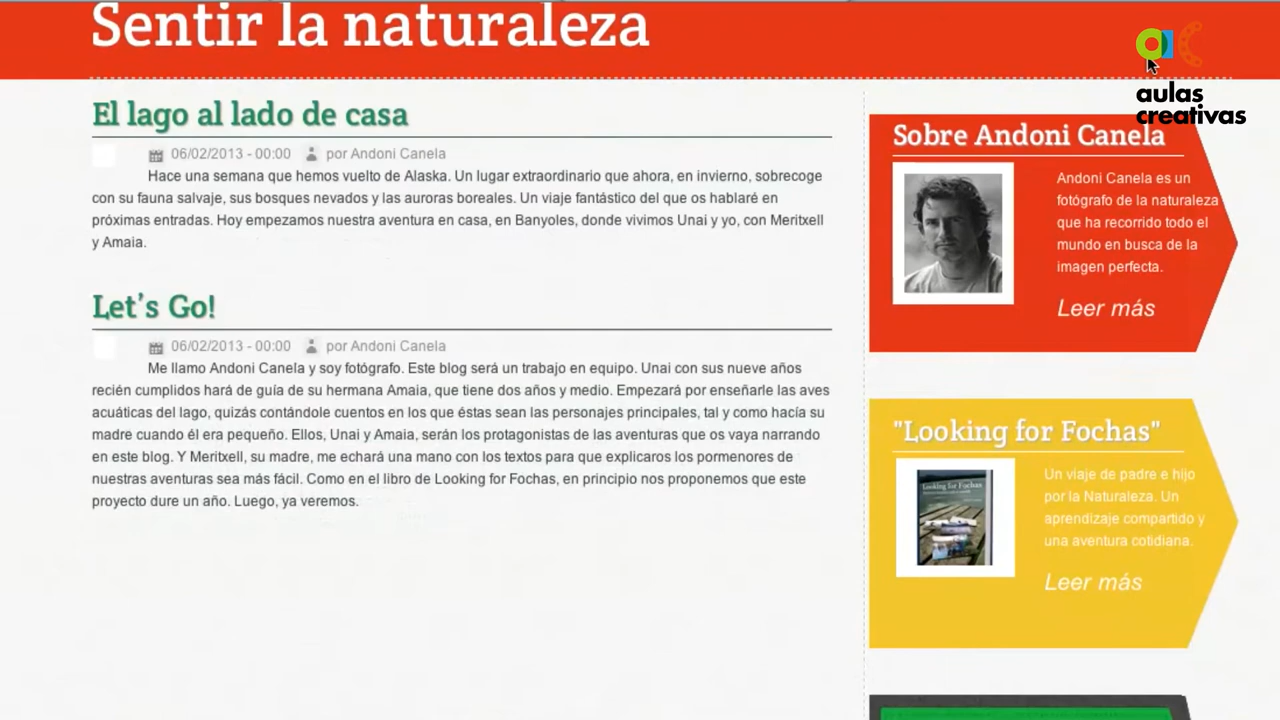 Sentir la naturaleza
aulas
creativas
El lago al lado de casa
06/02/2013 - 00:00 por Andoni Canela
Hace una semana que hemos vuelto de Alaska. Un lugar extraordinario que ahora, en invierno, sobrecoge
con su fauna salvaje, sus bosques nevados y las auroras boreales. Un viaje fantástico del que os hablaré en
próximas entradas. Hoy empezamos nuestra aventura en casa, en Banyoles, donde vivimos Unai y yo, con Meritxell
y Amaia.
Let's Go!
06/02/2013 - 00:00 por Andoni Canela
Me llamo Andoni Canela y soy fotógrafo. Este blog será un trabajo en equipo. Unai con sus nueve años
recién cumplidos hará de guía de su hermana Amaia, que tiene dos años y medio. Empezará por enseñarle las aves
acuáticas del lago, quizás contándole cuentos en los que éstas sean las personajes principales, tal y como hacía su
madre cuando él era pequeño. Ellos, Unai y Amaia, serán los protagonistas de las aventuras que os vaya narrando
en este blog. Y Meritxell, su madre, me echará una mano con los textos para que explicaros los pormenores de
nuestras aventuras sea más fácil. Como en el libro de Looking for Fochas, en principio nos proponemos que este
proyecto dure un año. Luego, ya veremos.
Sobre Andoni Canela
Andoni Canela es un
fotógrafo de la naturaleza
que ha recorrido todo el
mundo en busca de la
imagen perfecta.
Leer más
"Looking for Fochas"
Looking for Fochas
Un viaje de padre e hijo
por la Naturaleza. Un
aprendizaje compartido y
una aventura cotidiana.
Leer más